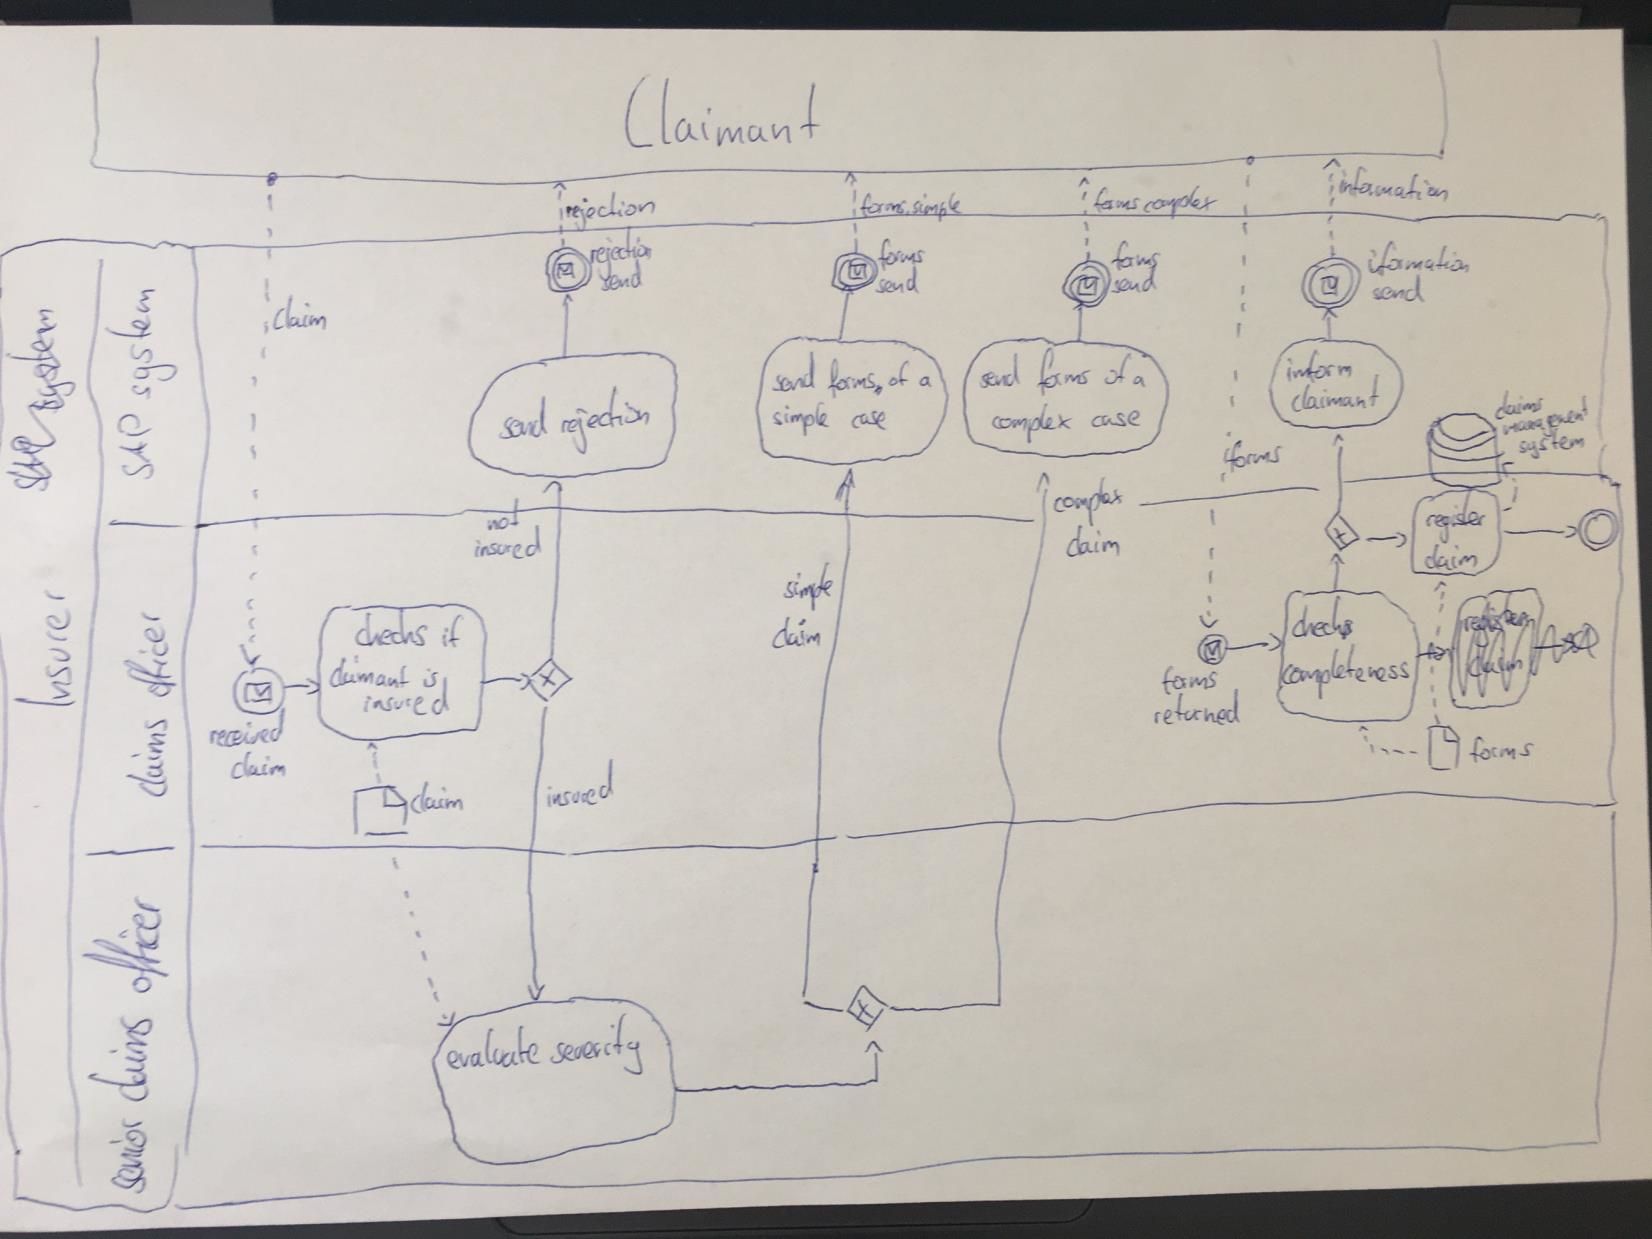 Claimant
rejection
forms simple
forms complex
information
rejection
send
forms
send
forms
send
iformation
send
claim
SAP system
send rejection
send forms of a
simple case
send forms of a
complex case
inform
claimant
claims
management
system
forms
not
insured
complex
claim
register
claim
Insurer
claims officer
checks if
claimant is
insured
received
claim
claim
insured
simple
claim
forms
returned
checks
completeness
register
claim
forms
senior claims officer
evaluate severity